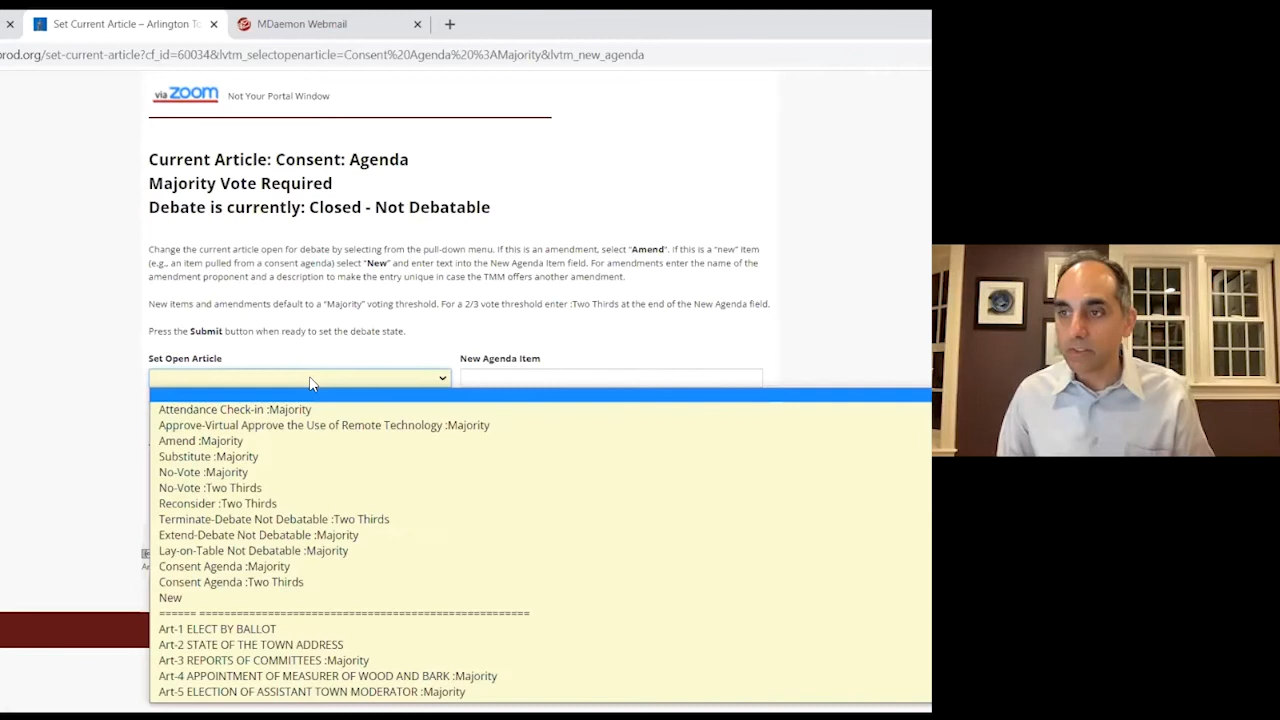 Set Current Article – Arlington To
MDaemon Webmail
prod.org/set-current-article?cf_id=60034&lvtm_selectopenarticle=Consent%20Agenda%20%3AMajority&lvtm_new_agenda
via zoom Not Your Portal Window
Current Article: Consent: Agenda
Majority Vote Required
Debate is currently: Closed - Not Debatable
Change the current article open for debate by selecting from the pull-down menu. If this is an amendment, select "Amend". If this is a "new" item
(e.g., an item pulled from a consent agenda) select "New" and enter text into the New Agenda Item field. For amendments enter the name of the
amendment proponent and a description to make the entry unique in case the TMM offers another amendment.
New items and amendments default to a "Majority" voting threshold. For a 2/3 vote threshold enter :Two Thirds at the end of the New Agenda field.
Press the Submit button when ready to set the debate state.
Set Open Article
New Agenda Item
Attendance Check-in :Majority
Approve-Virtual Approve the Use of Remote Technology :Majority
Amend :Majority
Substitute :Majority
No-Vote :Majority
No-Vote :Two Thirds
Reconsider :Two Thirds
Terminate-Debate Not Debatable :Two Thirds
Extend-Debate Not Debatable :Majority
Lay-on-Table Not Debatable :Majority
Consent Agenda :Majority
Consent Agenda :Two Thirds
New
====== ====================================================
Art-1 ELECT BY BALLOT
Art-2 STATE OF THE TOWN ADDRESS
Art-3 REPORTS OF COMMITTEES :Majority
Art-4 APPOINTMENT OF MEASURER OF WOOD AND BARK :Majority
Art-5 ELECTION OF ASSISTANT TOWN MODERATOR :Majority